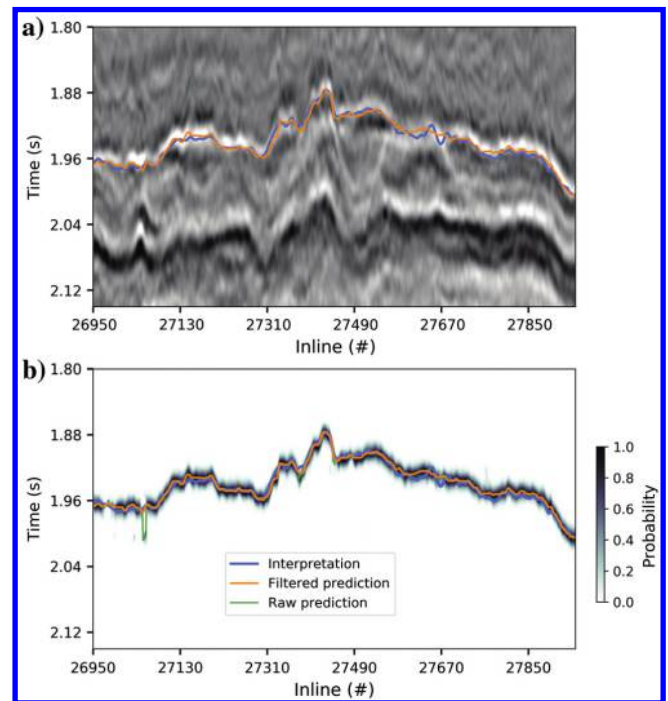 a)
1.80
1.88
1.96
2.04
2.12
Time (s)
26950 27130 27310 27490 27670 27850
Inline (#)
b)
1.80
1.88
1.96
2.04
2.12
Time (s)
Interpretation
Filtered prediction
Raw prediction
1.0
0.8
0.6
0.4
0.2
0.0
Probability
26950 27130 27310 27490 27670 27850
Inline (#)